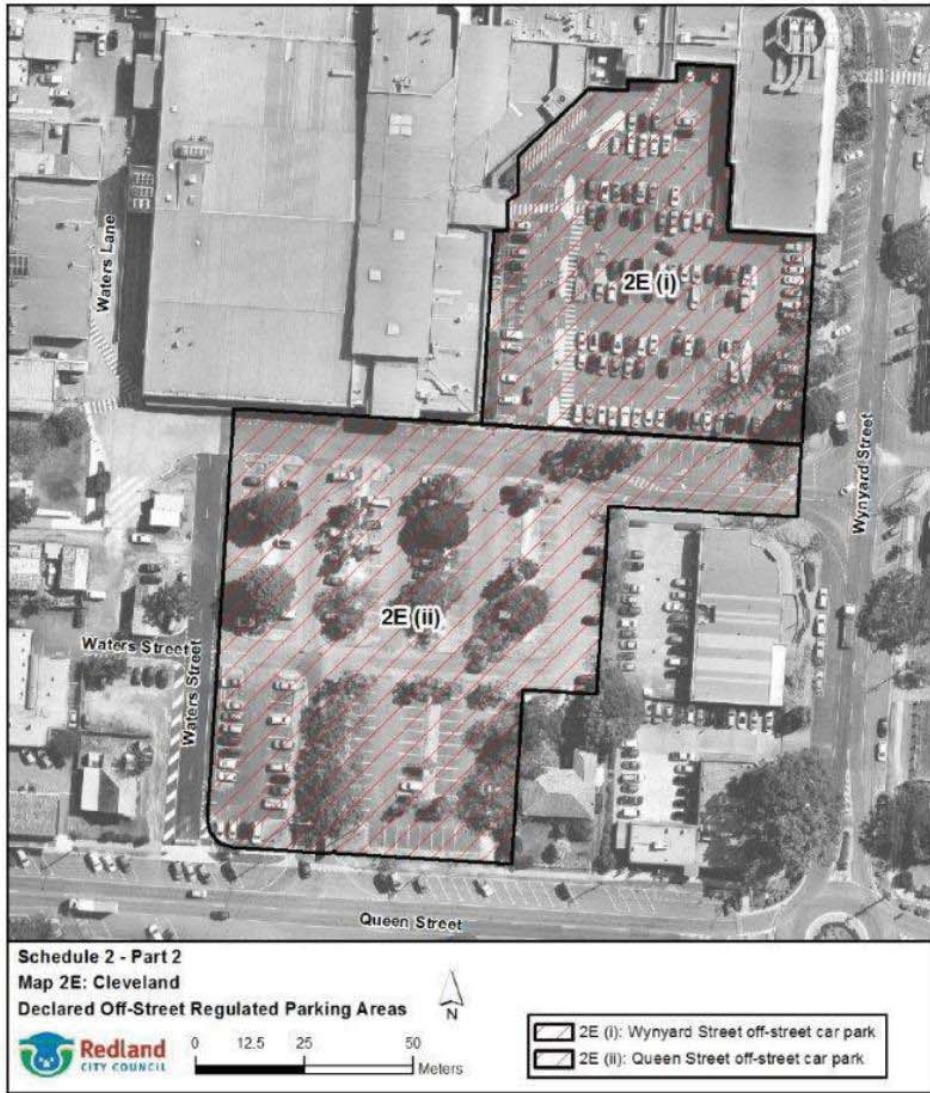 2E (i)
Waters Lane
Wynyard Street
2E (ii)
Waters Street
Waters Street
Queen Street
Schedule 2 - Part 2
Map 2E: Cleveland
Declared Off-Street Regulated Parking Areas
N
Redland
CITY COUNCIL
0 12.5 25 50
Meters
2E (i): Wynyard Street off-street car park
2E (ii): Queen Street off-street car park